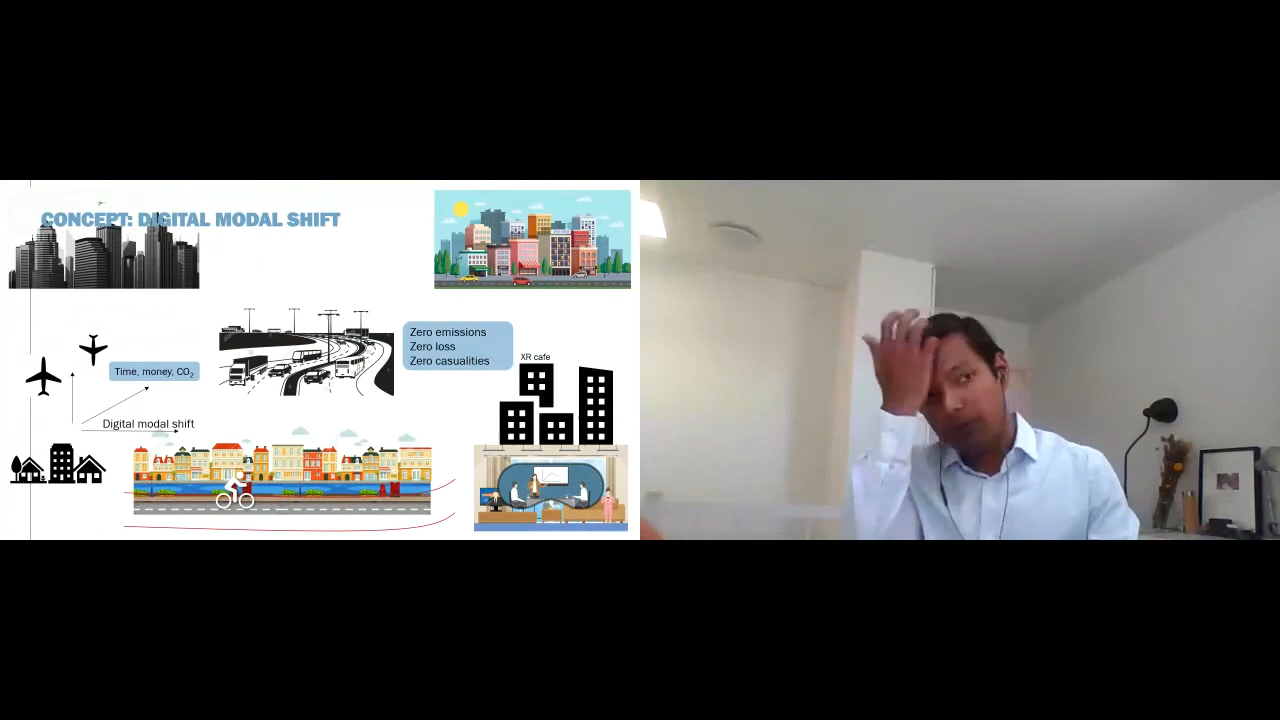 CONCEPT: DIGITAL MODAL SHIFT
Zero emissions
Zero loss
Zero casualities
XR cafe
Time, money, CO₂
Digital modal shift